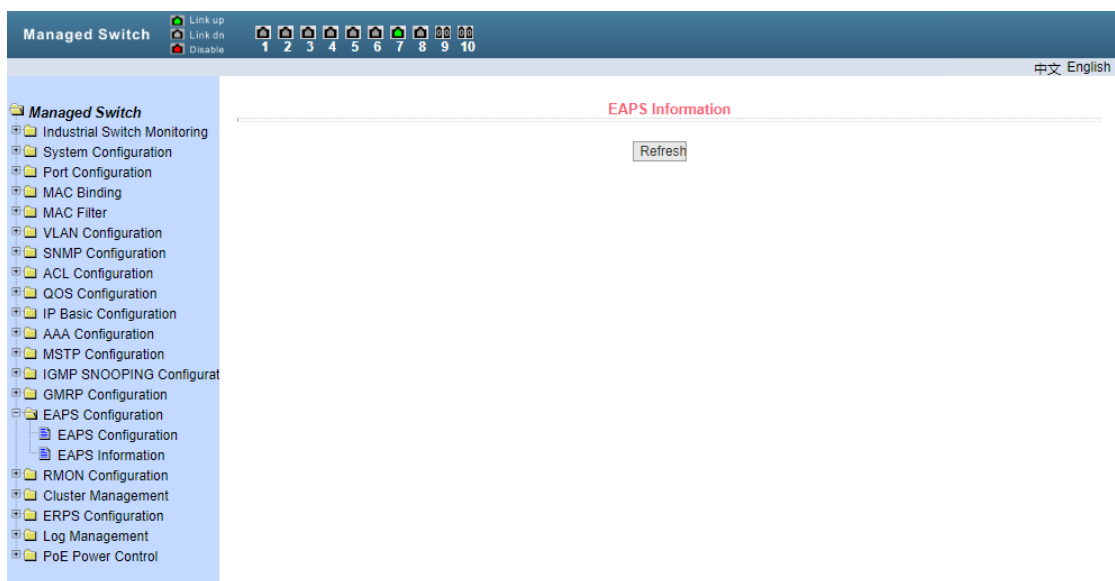 Managed Switch
Link up
Link dn
Disable
1 2 3 4 5 6 7 8 9 10
中文 English
Managed Switch
Industrial Switch Monitoring
System Configuration
Port Configuration
MAC Binding
MAC Filter
VLAN Configuration
SNMP Configuration
ACL Configuration
QOS Configuration
IP Basic Configuration
AAA Configuration
MSTP Configuration
IGMP SNOOPING Configurat
GMRP Configuration
EAPS Configuration
EAPS Configuration
EAPS Information
RMON Configuration
Cluster Management
ERPS Configuration
Log Management
PoE Power Control
EAPS Information
Refresh